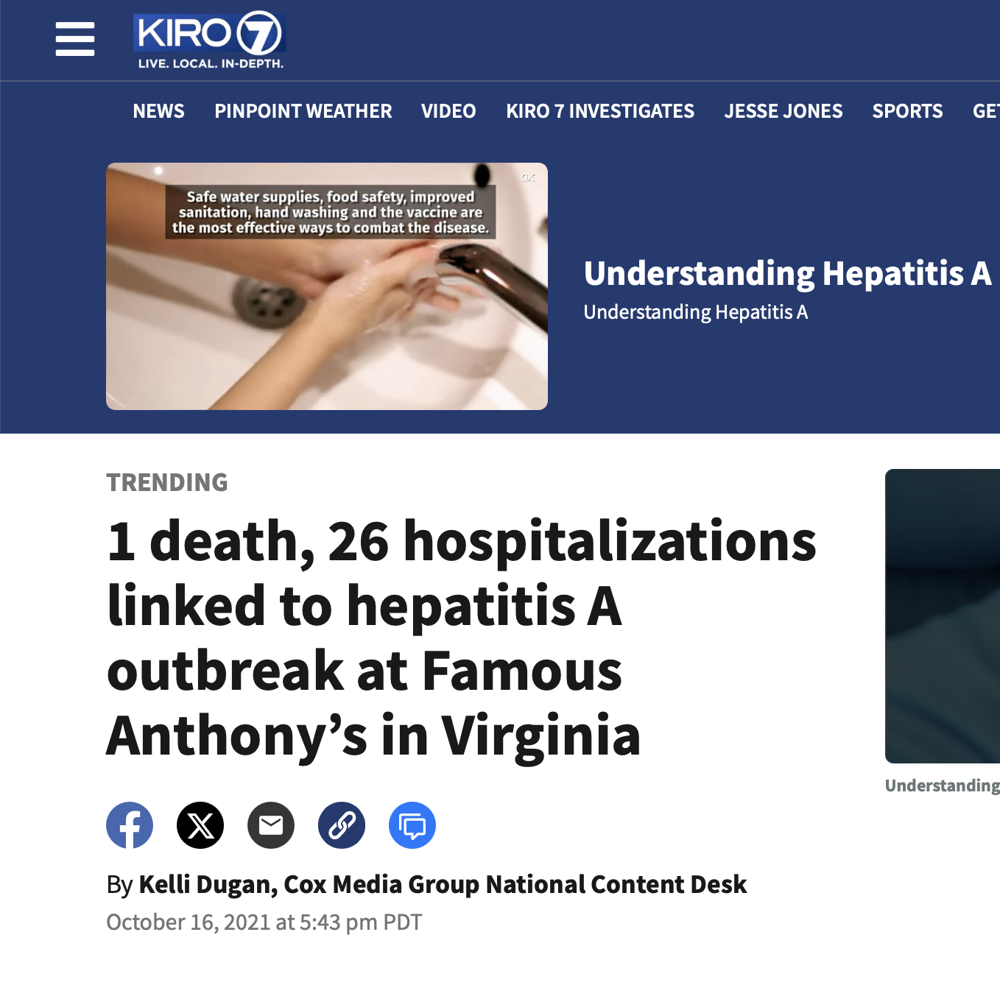 KIRO 7
LIVE. LOCAL. IN-DEPTH.
NEWS PINPOINT WEATHER VIDEO KIRO 7 INVESTIGATES JESSE JONES SPORTS GET
CDC
Safe water supplies, food safety, improved
sanitation, hand washing and the vaccine are
the most effective ways to combat the disease.
Understanding Hepatitis A
Understanding Hepatitis A
TRENDING
1 death, 26 hospitalizations
linked to hepatitis A
outbreak at Famous
Anthony’s in Virginia
Understanding
By Kelli Dugan, Cox Media Group National Content Desk
October 16, 2021 at 5:43 pm PDT